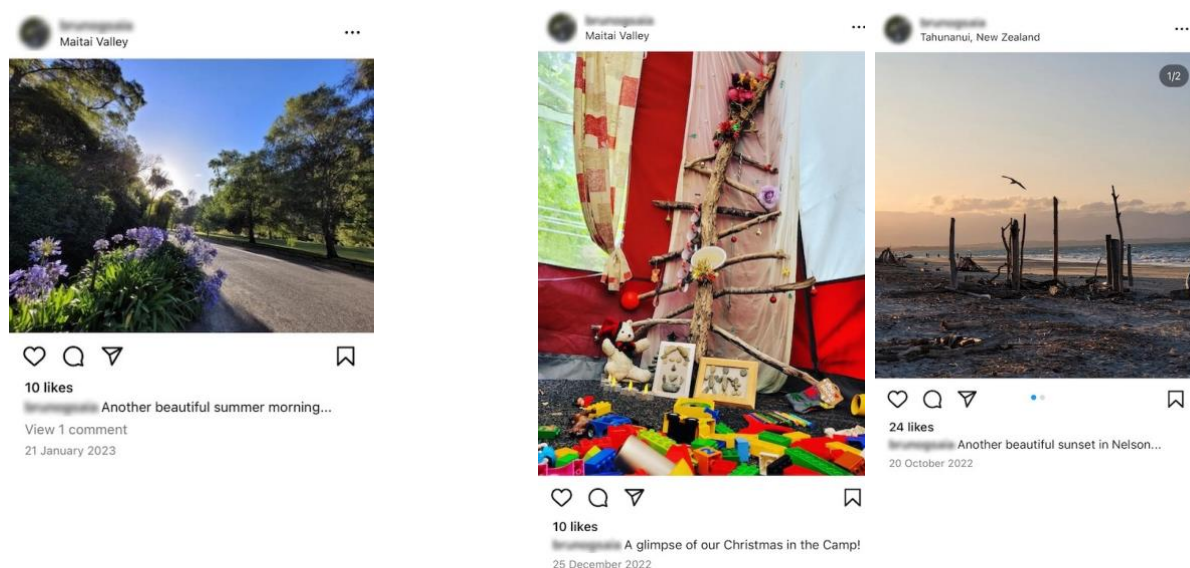 Maitai Valley
10 likes
Another beautiful summer morning...
View 1 comment
21 January 2023
Maitai Valley
10 likes
A glimpse of our Christmas in the Camp!
25 December 2022
Tahunanui, New Zealand
1/2
24 likes
Another beautiful sunset in Nelson...
20 October 2022